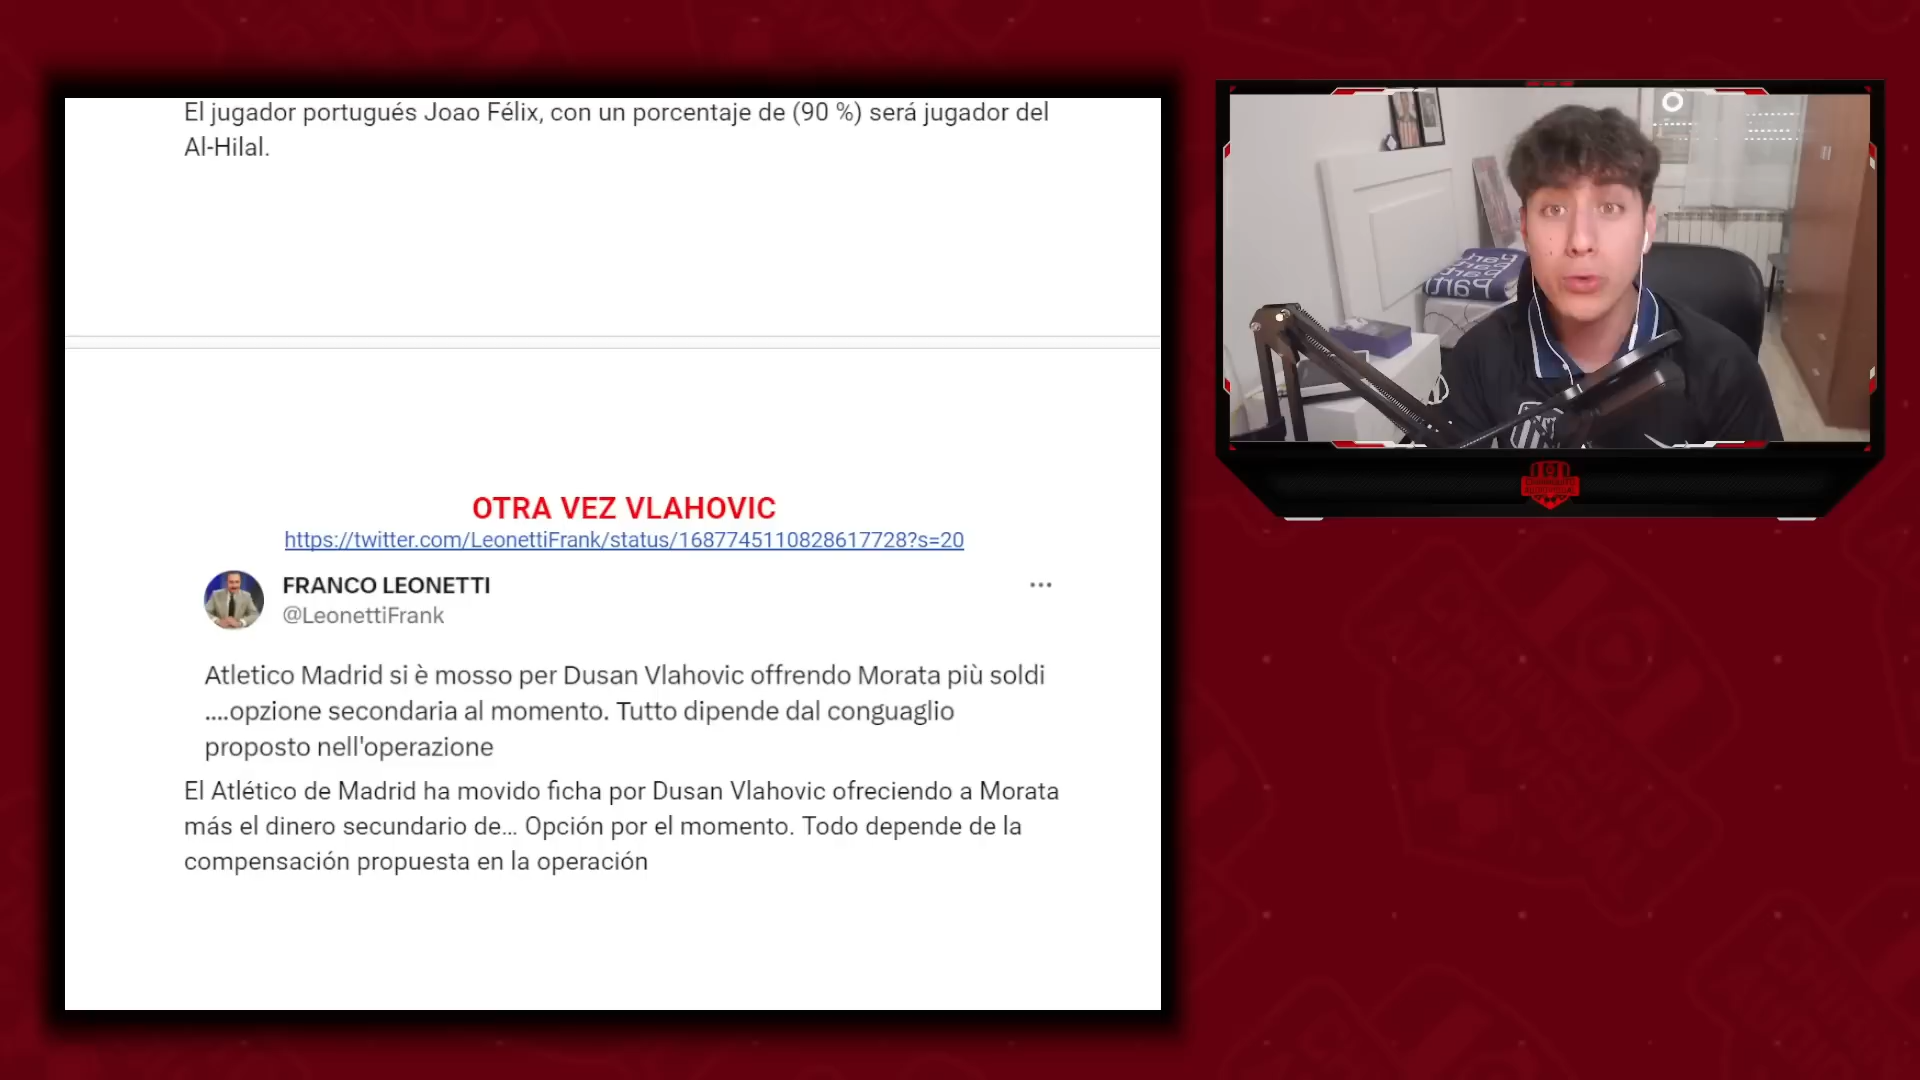 El jugador portugués Joao Félix, con un porcentaje de (90 %) será jugador del
Al-Hilal.
OTRA VEZ VLAHOVIC
https://twitter.com/LeonettiFrank/status/1687745110828617728?s=20
FRANCO LEONETTI
@LeonettiFrank
Atletico Madrid si è mosso per Dusan Vlahovic offrendo Morata più soldi
....opzione secondaria al momento. Tutto dipende dal conguaglio
proposto nell'operazione
El Atlético de Madrid ha movido ficha por Dusan Vlahovic ofreciendo a Morata
más el dinero secundario de... Opción por el momento. Todo depende de la
compensación propuesta en la operación